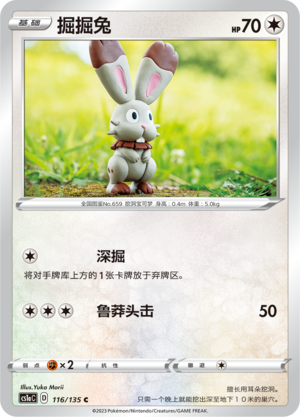 基础 掘掘兔 HP70
全国图鉴No.659 挖洞宝可梦 身高：0.4m 体重：5.0kg
深掘
将对手牌库上方的1张卡牌放于弃牌区。
鲁莽头击 50
弱点 ×2 抗性 撤退
Illus.Yuka Morii
CS1aC D 116/135 C
擅长用耳朵挖洞。
只需一个晚上就能挖出深至地下10米的巢穴。
©2023 Pokémon/Nintendo/Creatures/GAME FREAK.